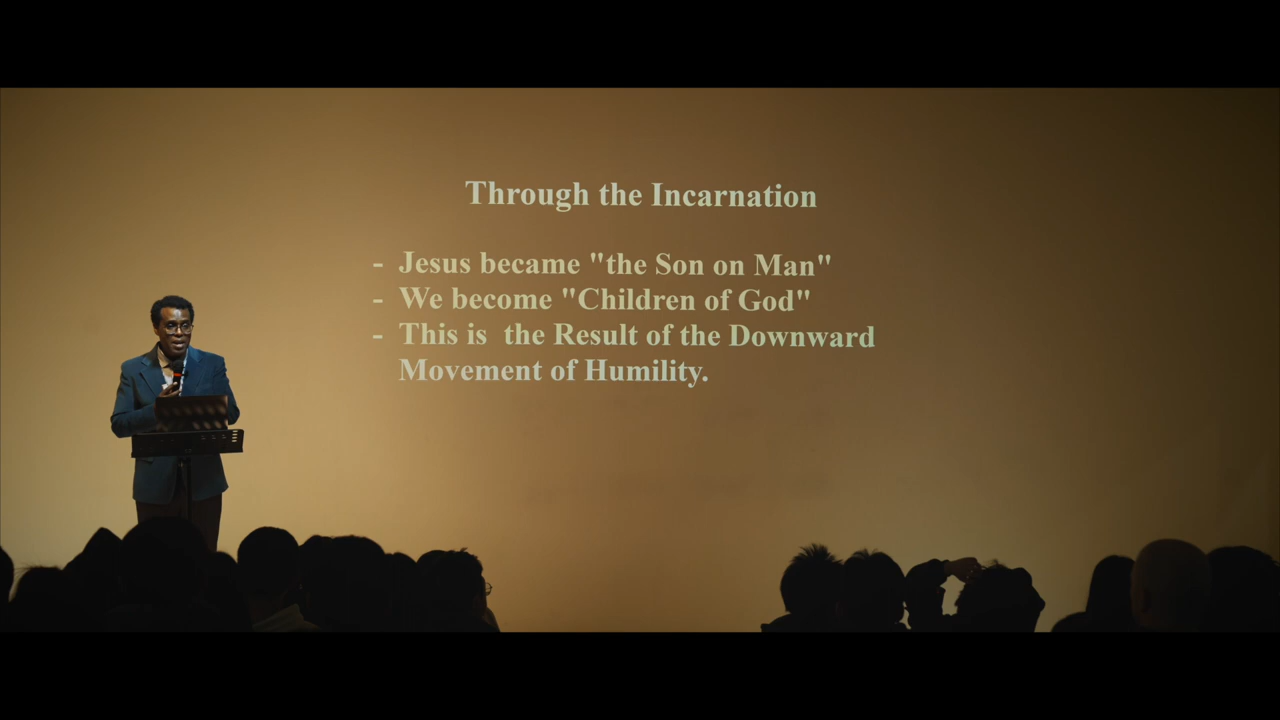 Through the Incarnation
- Jesus became "the Son on Man"
- We become "Children of God"
- This is  the Result of the Downward
Movement of Humility.